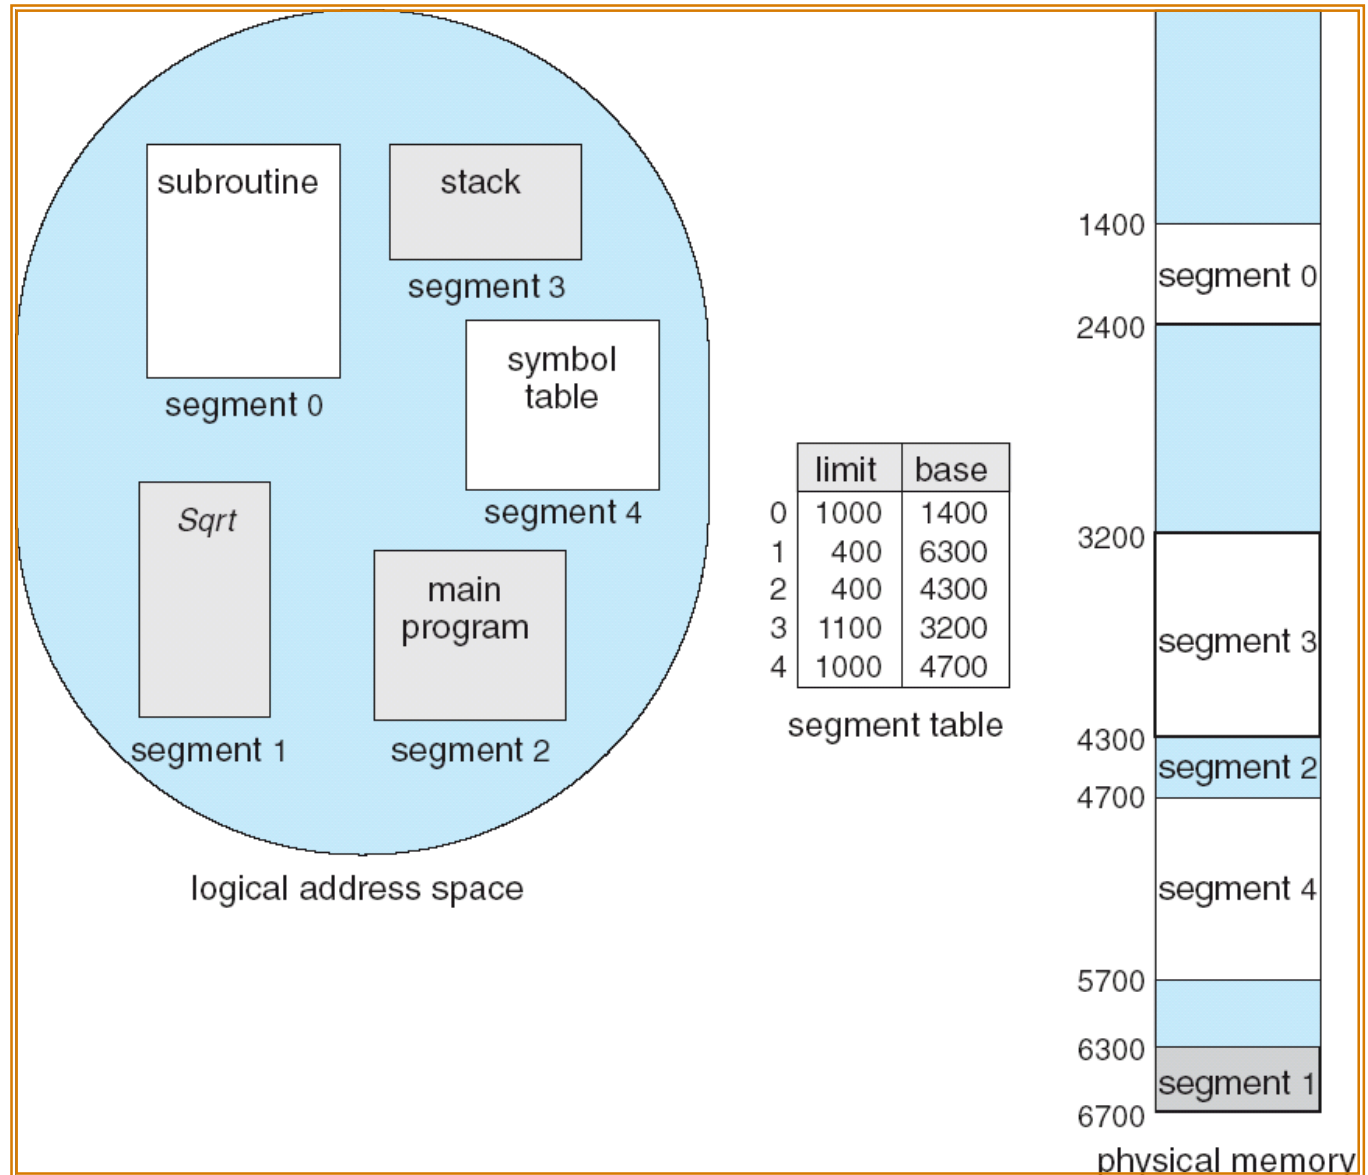 subroutine
segment 0
stack
segment 3
symbol
table
segment 4
Sqrt
segment 1
main
program
segment 2
logical address space
limit base
0 1000 1400
1 400 6300
2 400 4300
3 1100 3200
4 1000 4700
segment table
1400
segment 0
2400
3200
segment 3
4300
segment 2
4700
segment 4
5700
6300
segment 1
6700
physical memory